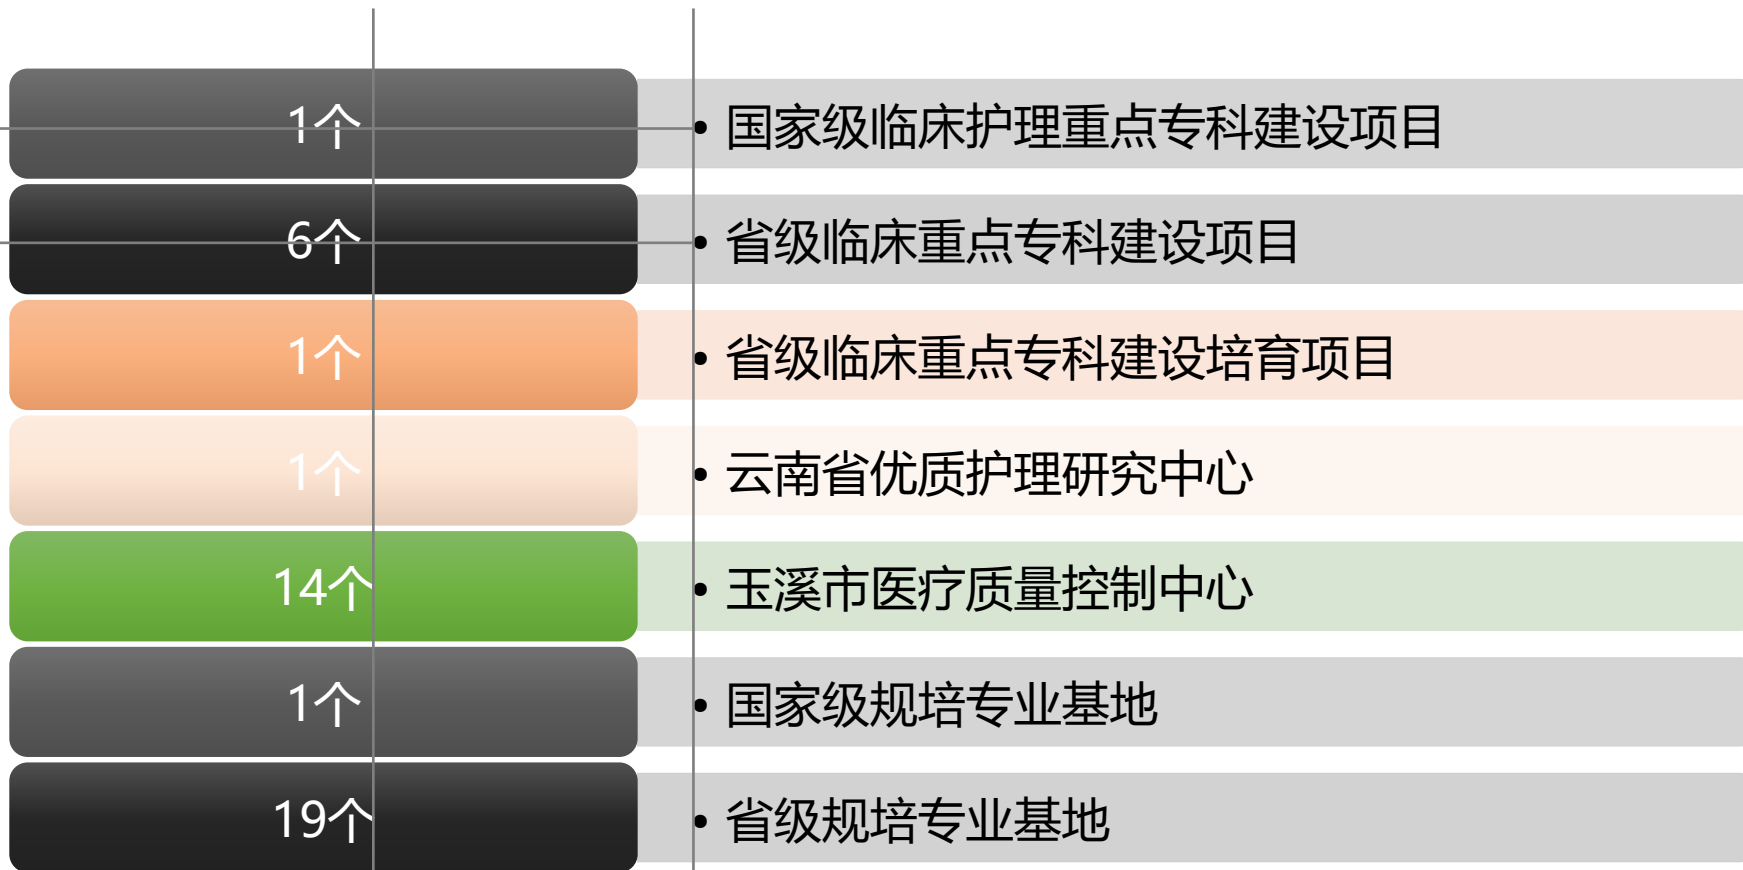 1个
• 国家级临床护理重点专科建设项目
6个
• 省级临床重点专科建设项目
1个
• 省级临床重点专科建设培育项目
1个
• 云南省优质护理研究中心
14个
• 玉溪市医疗质量控制中心
1个
• 国家级规培专业基地
19个
• 省级规培专业基地